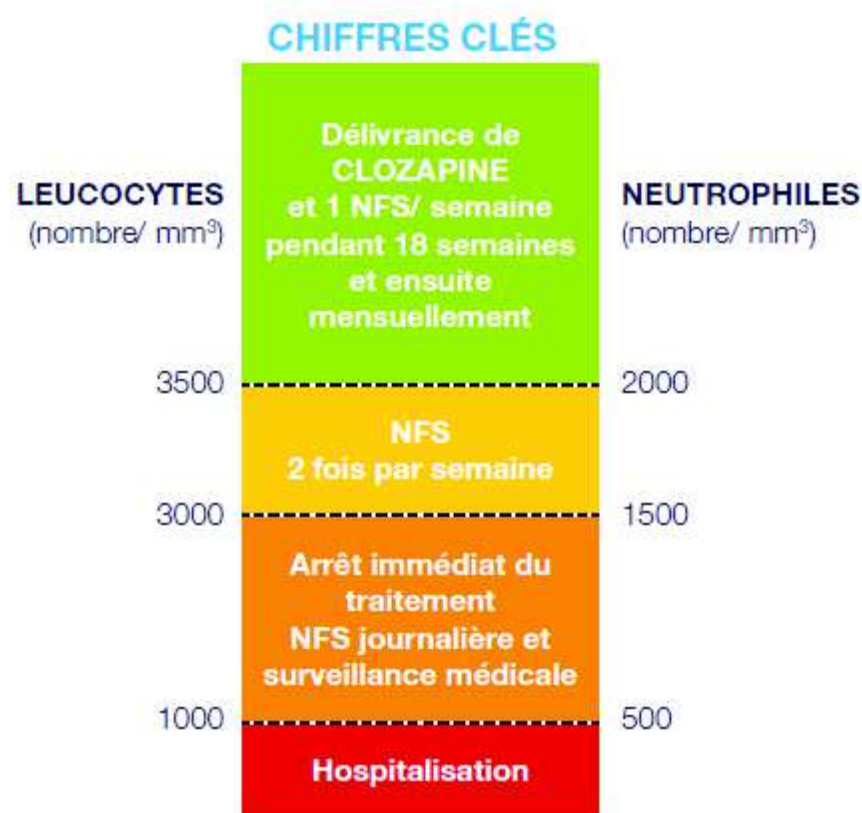 CHIFFRES CLÉS
Délivrance de
CLOZAPINE
et 1 NFS/ semaine
pendant 18 semaines
et ensuite
mensuellement
LEUCOCYTES
(nombre/ mm³)
NEUTROPHILES
(nombre/ mm³)
3500
2000
NFS
2 fois par semaine
3000
1500
Arrêt immédiat du
traitement
NFS journalière et
surveillance médicale
1000
500
Hospitalisation